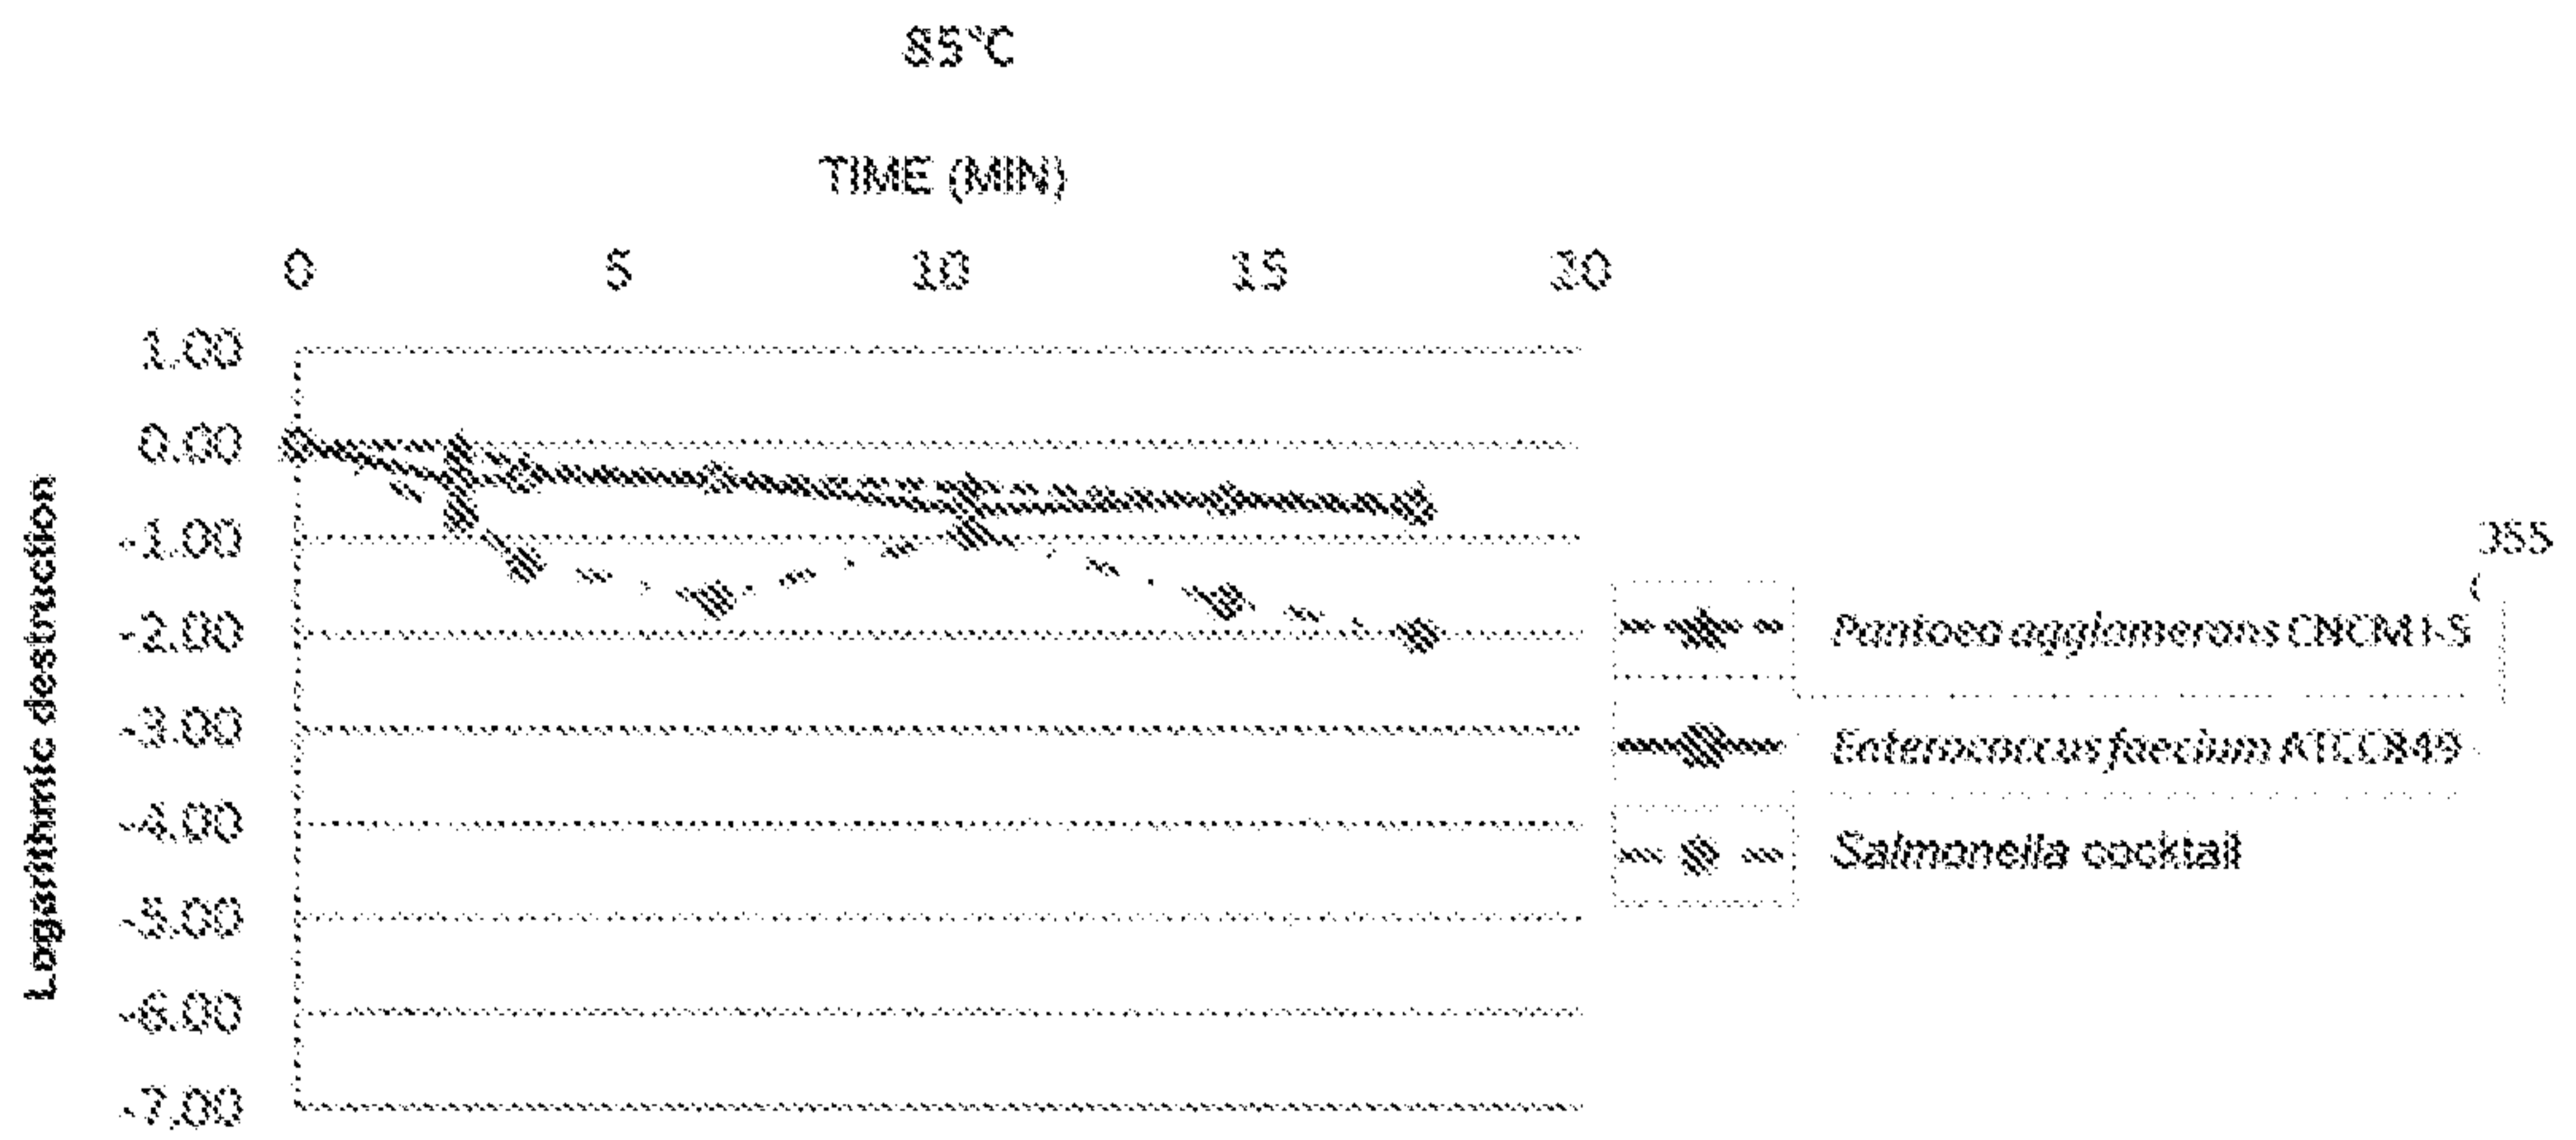 85°C
TIME (MIN)
0 5 10 15 20
1.00
0.00
-1.00
-2.00
-3.00
-4.00
-5.00
-6.00
-7.00
Logarithmic destruction
Pantoea agglomerans CNCM I-5
355
Enterococcus faecium ATCC849
Salmonella cocktail